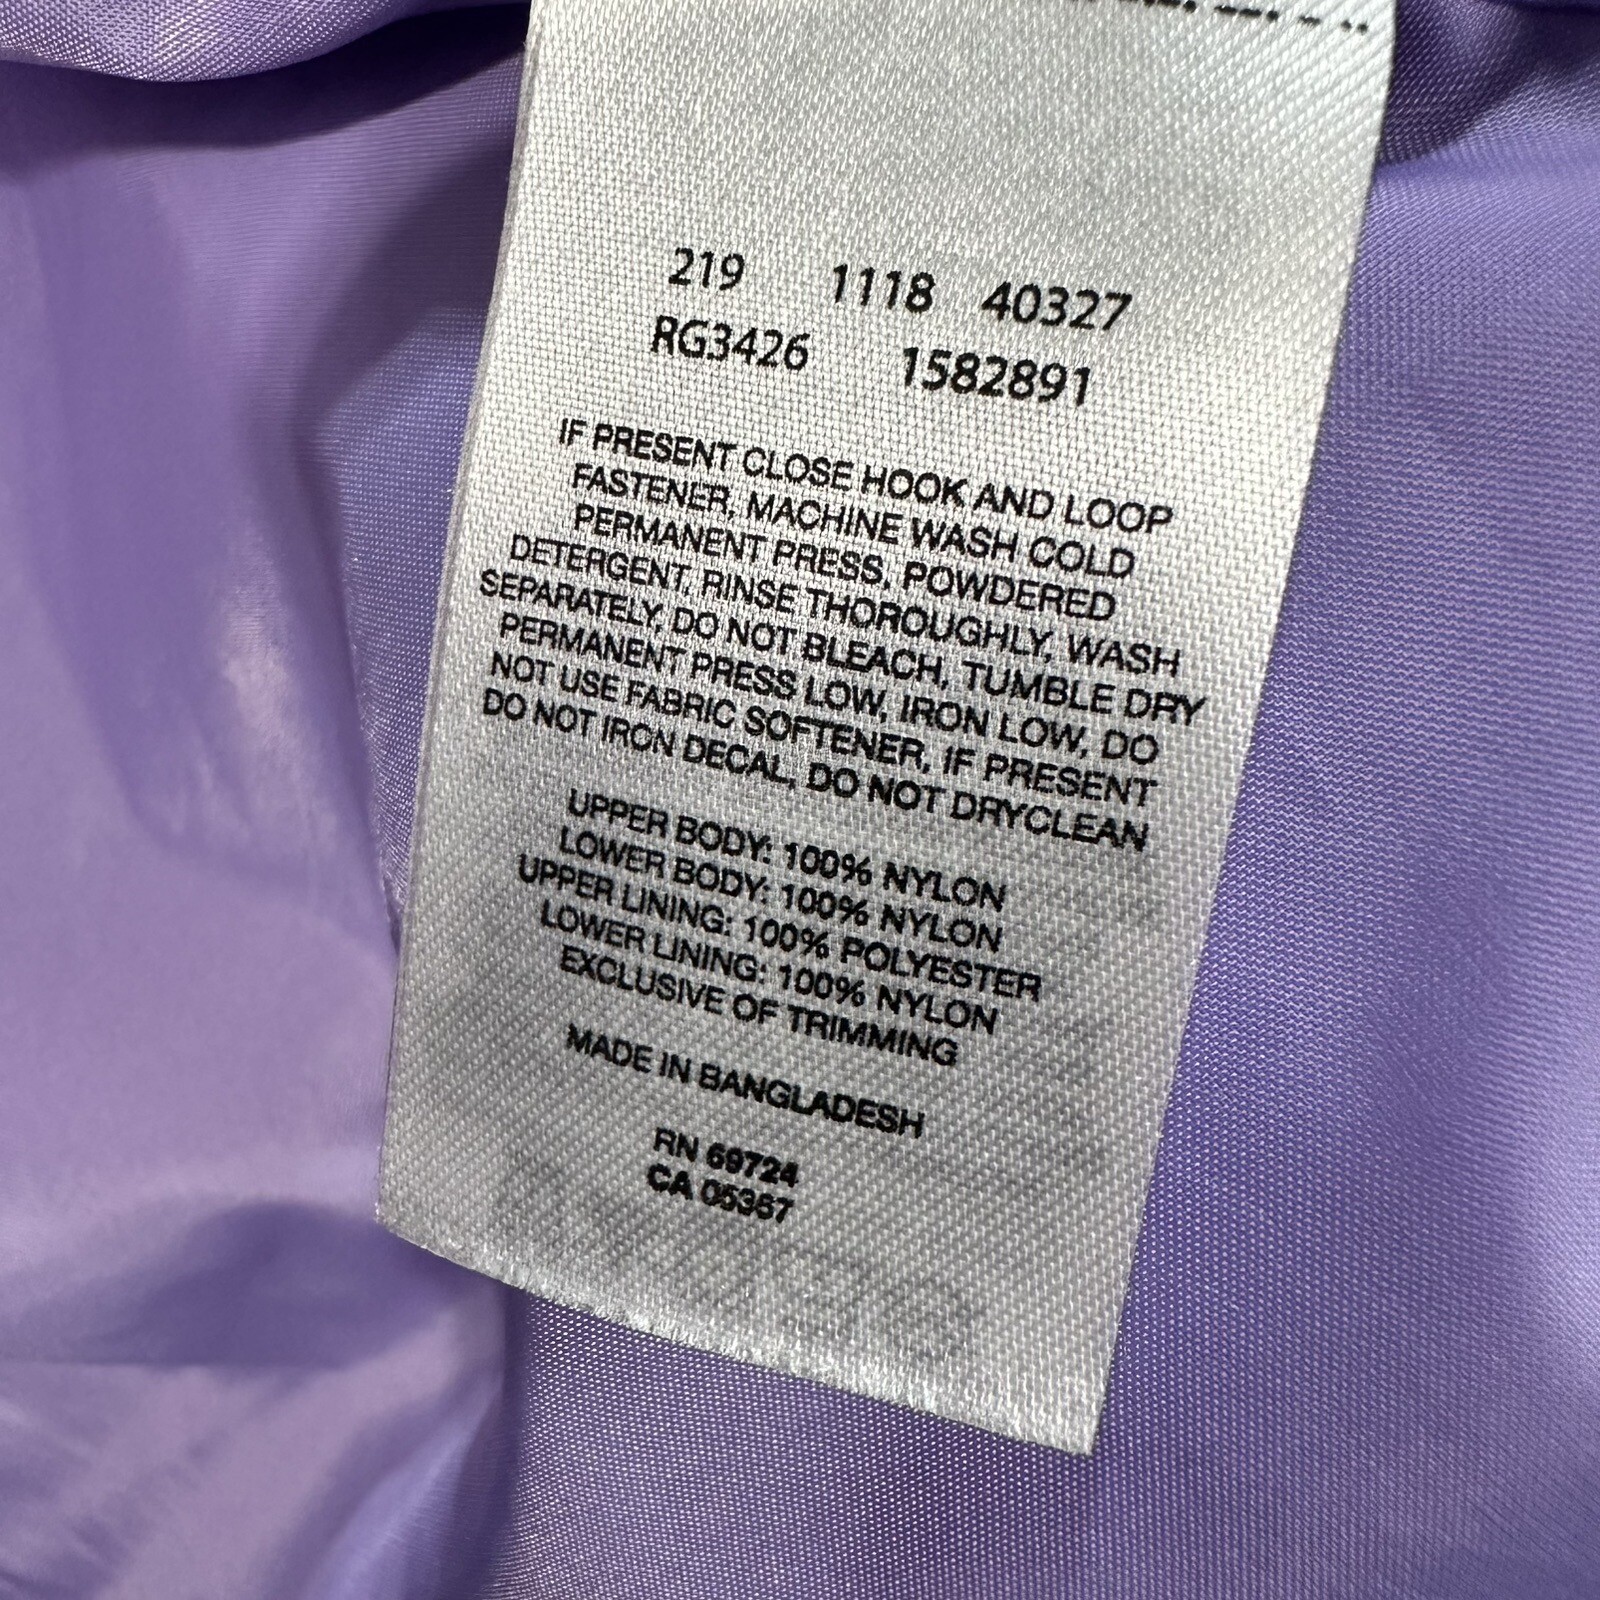 219 1118 40327
RG3426 1582891
IF PRESENT CLOSE HOOK AND LOOP
FASTENER, MACHINE WASH COLD
PERMANENT PRESS, POWDERED
DETERGENT, RINSE THOROUGHLY, WASH
SEPARATELY, DO NOT BLEACH, TUMBLE DRY
PERMANENT PRESS LOW, IRON LOW, DO
NOT USE FABRIC SOFTENER, IF PRESENT
DO NOT IRON DECAL, DO NOT DRYCLEAN
UPPER BODY: 100% NYLON
LOWER BODY: 100% NYLON
UPPER LINING: 100% POLYESTER
LOWER LINING: 100% NYLON
EXCLUSIVE OF TRIMMING
MADE IN BANGLADESH
RN 69724
CA 05367